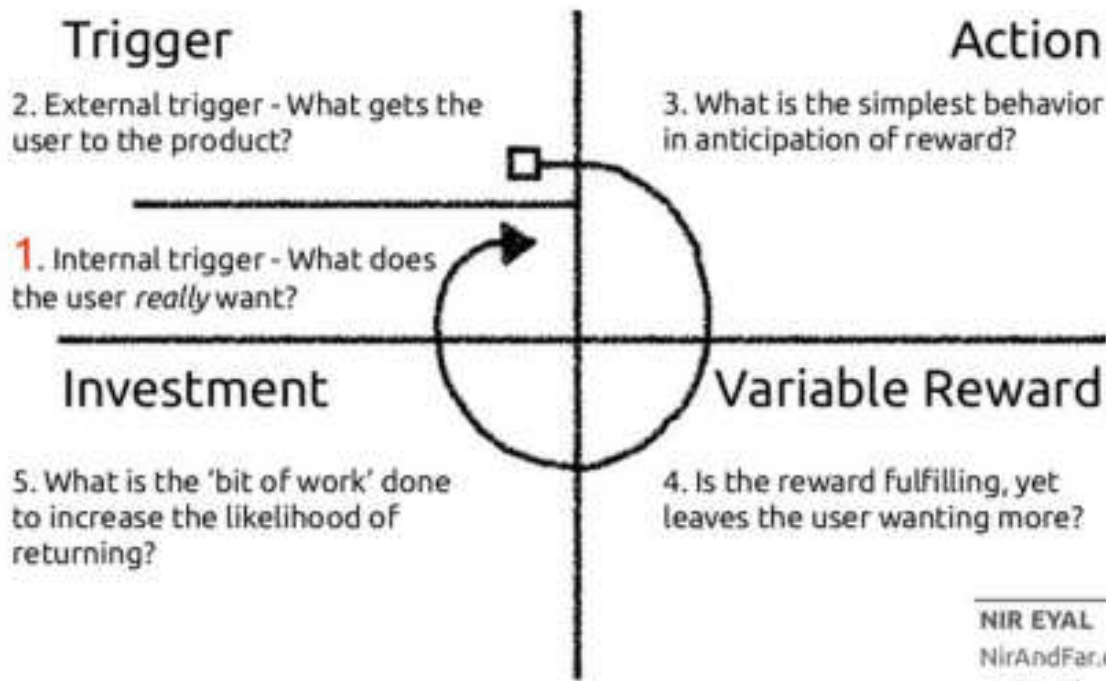 Trigger
2. External trigger - What gets the
user to the product?
1. Internal trigger - What does
the user really want?
Action
3. What is the simplest behavior
in anticipation of reward?
Investment
5. What is the 'bit of work' done
to increase the likelihood of
returning?
Variable Reward
4. Is the reward fulfilling, yet
leaves the user wanting more?
NIR EYAL